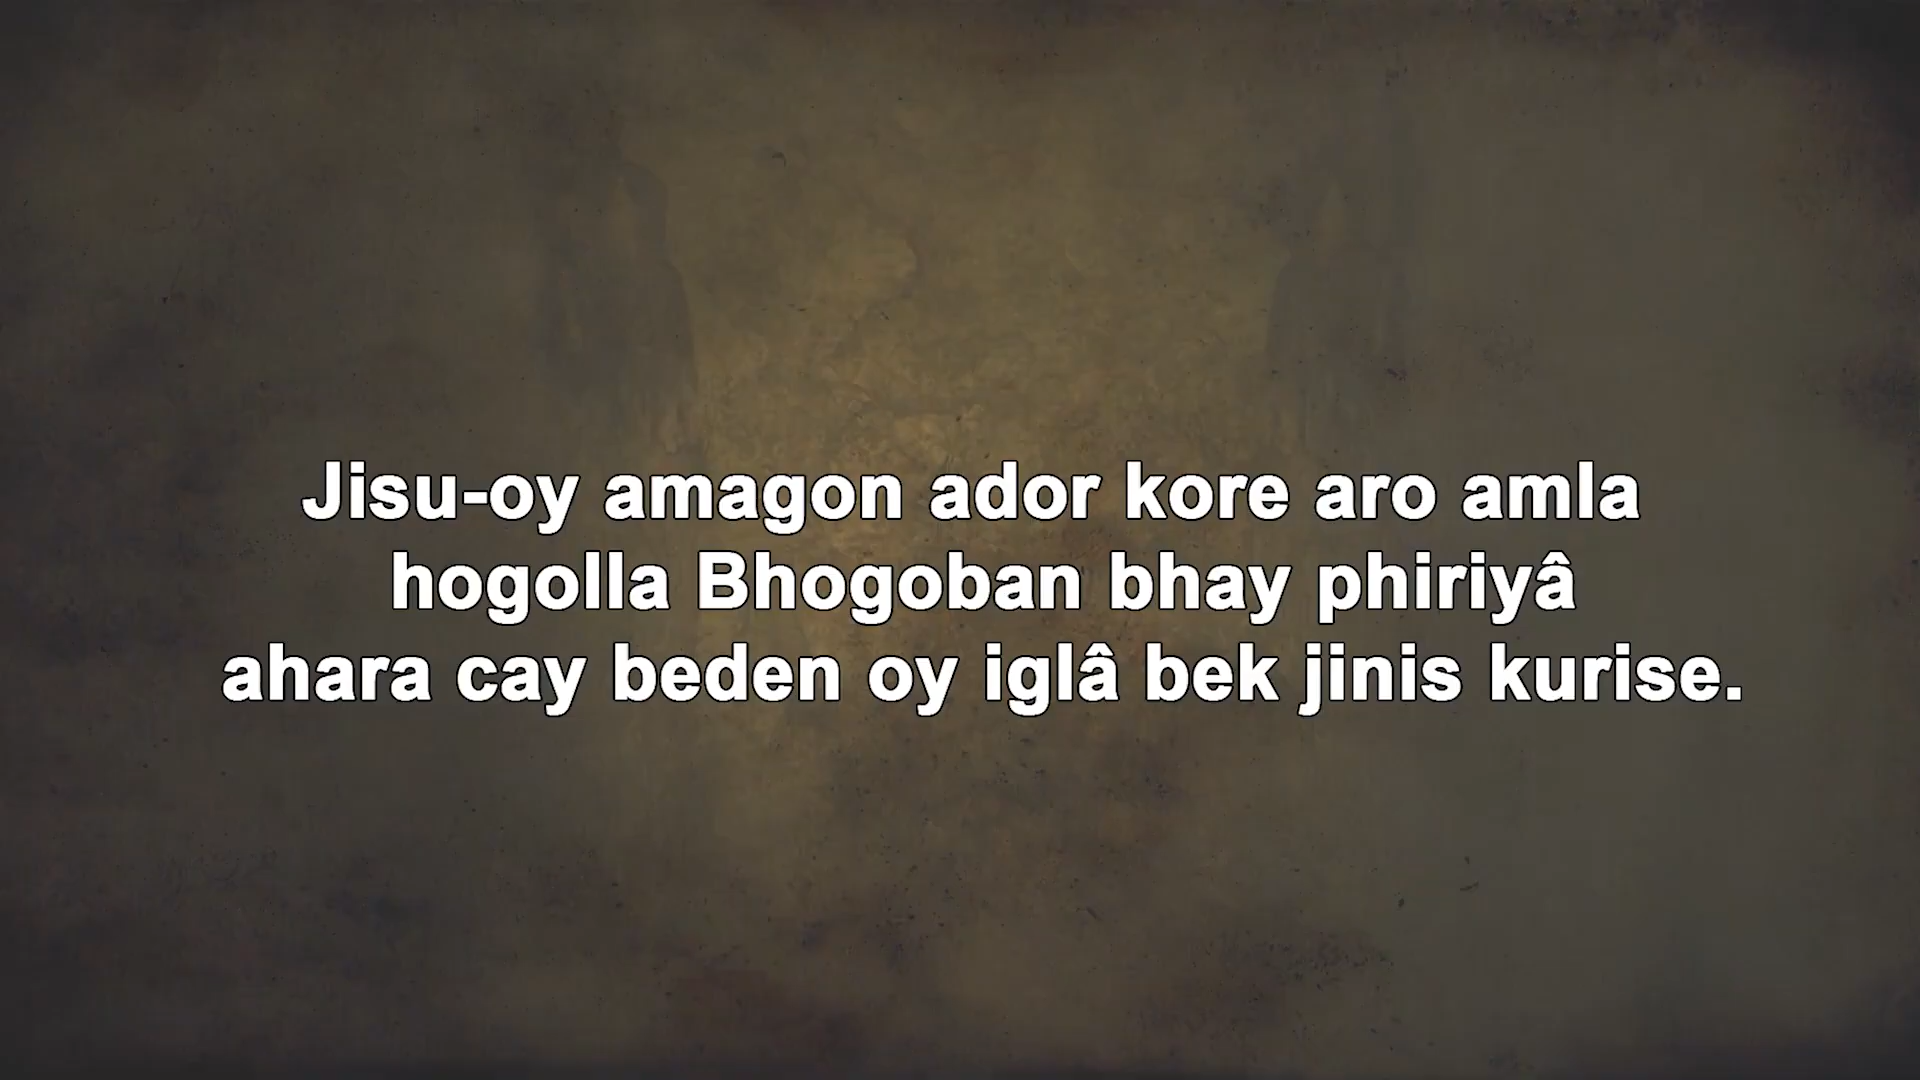 Jisu-oy amagon ador kore aro amla
hogolla Bhogoban bhay phiriyâ
ahara cay beden oy iglâ bek jinis kurise.